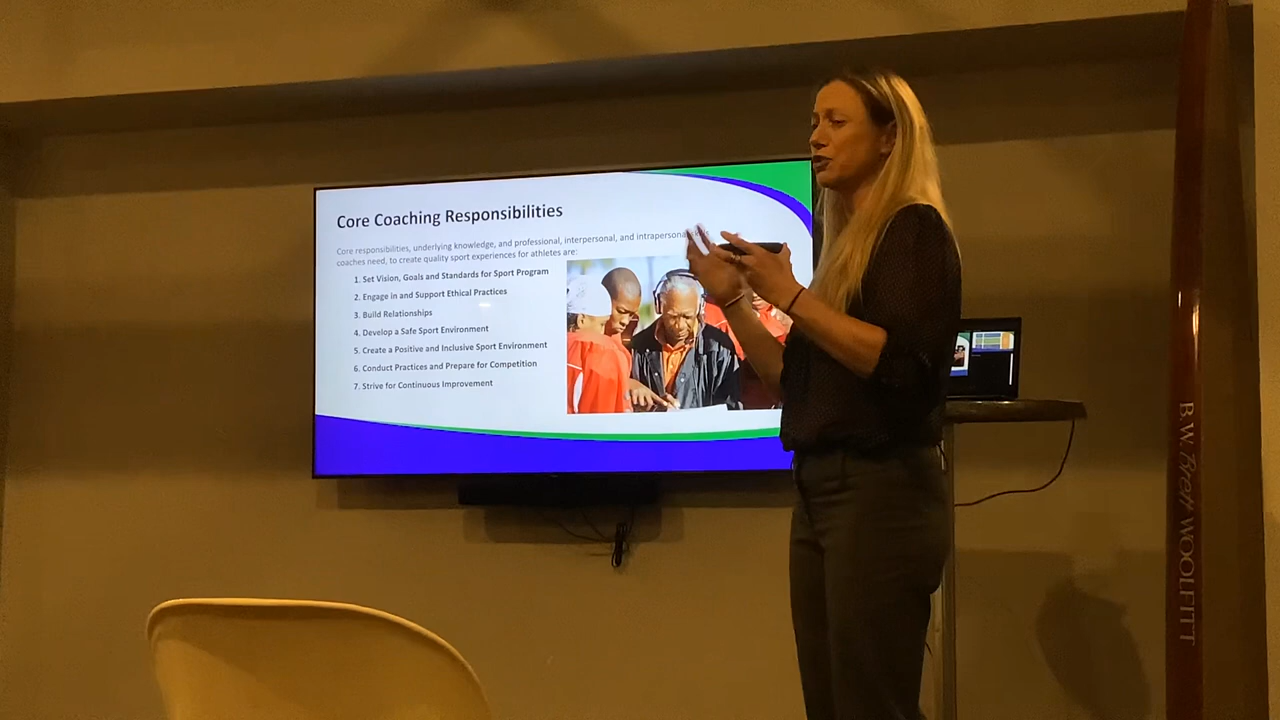 Core Coaching Responsibilities
Core responsibilities, underlying knowledge, and professional, interpersonal, and intrapersonal
coaches need, to create quality sport experiences for athletes are:
1. Set Vision, Goals and Standards for Sport Program
2. Engage in and Support Ethical Practices
3. Build Relationships
4. Develop a Safe Sport Environment
5. Create a Positive and Inclusive Sport Environment
6. Conduct Practices and Prepare for Competition
7. Strive for Continuous Improvement
B.W. Brett WOOLFITT